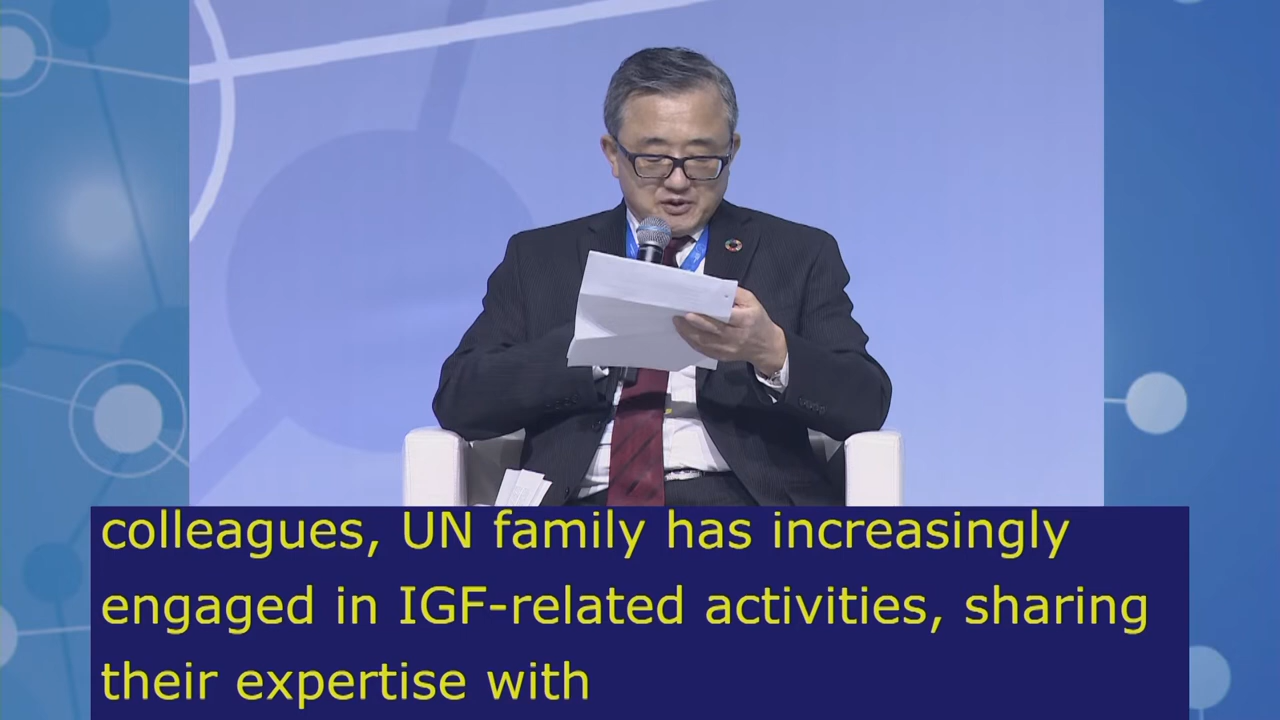 colleagues, UN family has increasingly
engaged in IGF-related activities, sharing
their expertise with